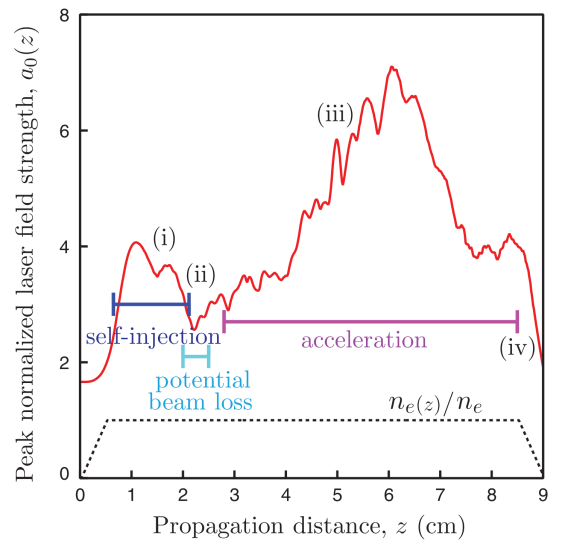 Peak normalized laser field strength, a₀(z)
8
6
4
2
0
(i)
(ii)
(iii)
(iv)
self-injection
potential
beam loss
acceleration
nₑ₍z₎/nₑ
0 1 2 3 4 5 6 7 8 9
Propagation distance, z (cm)